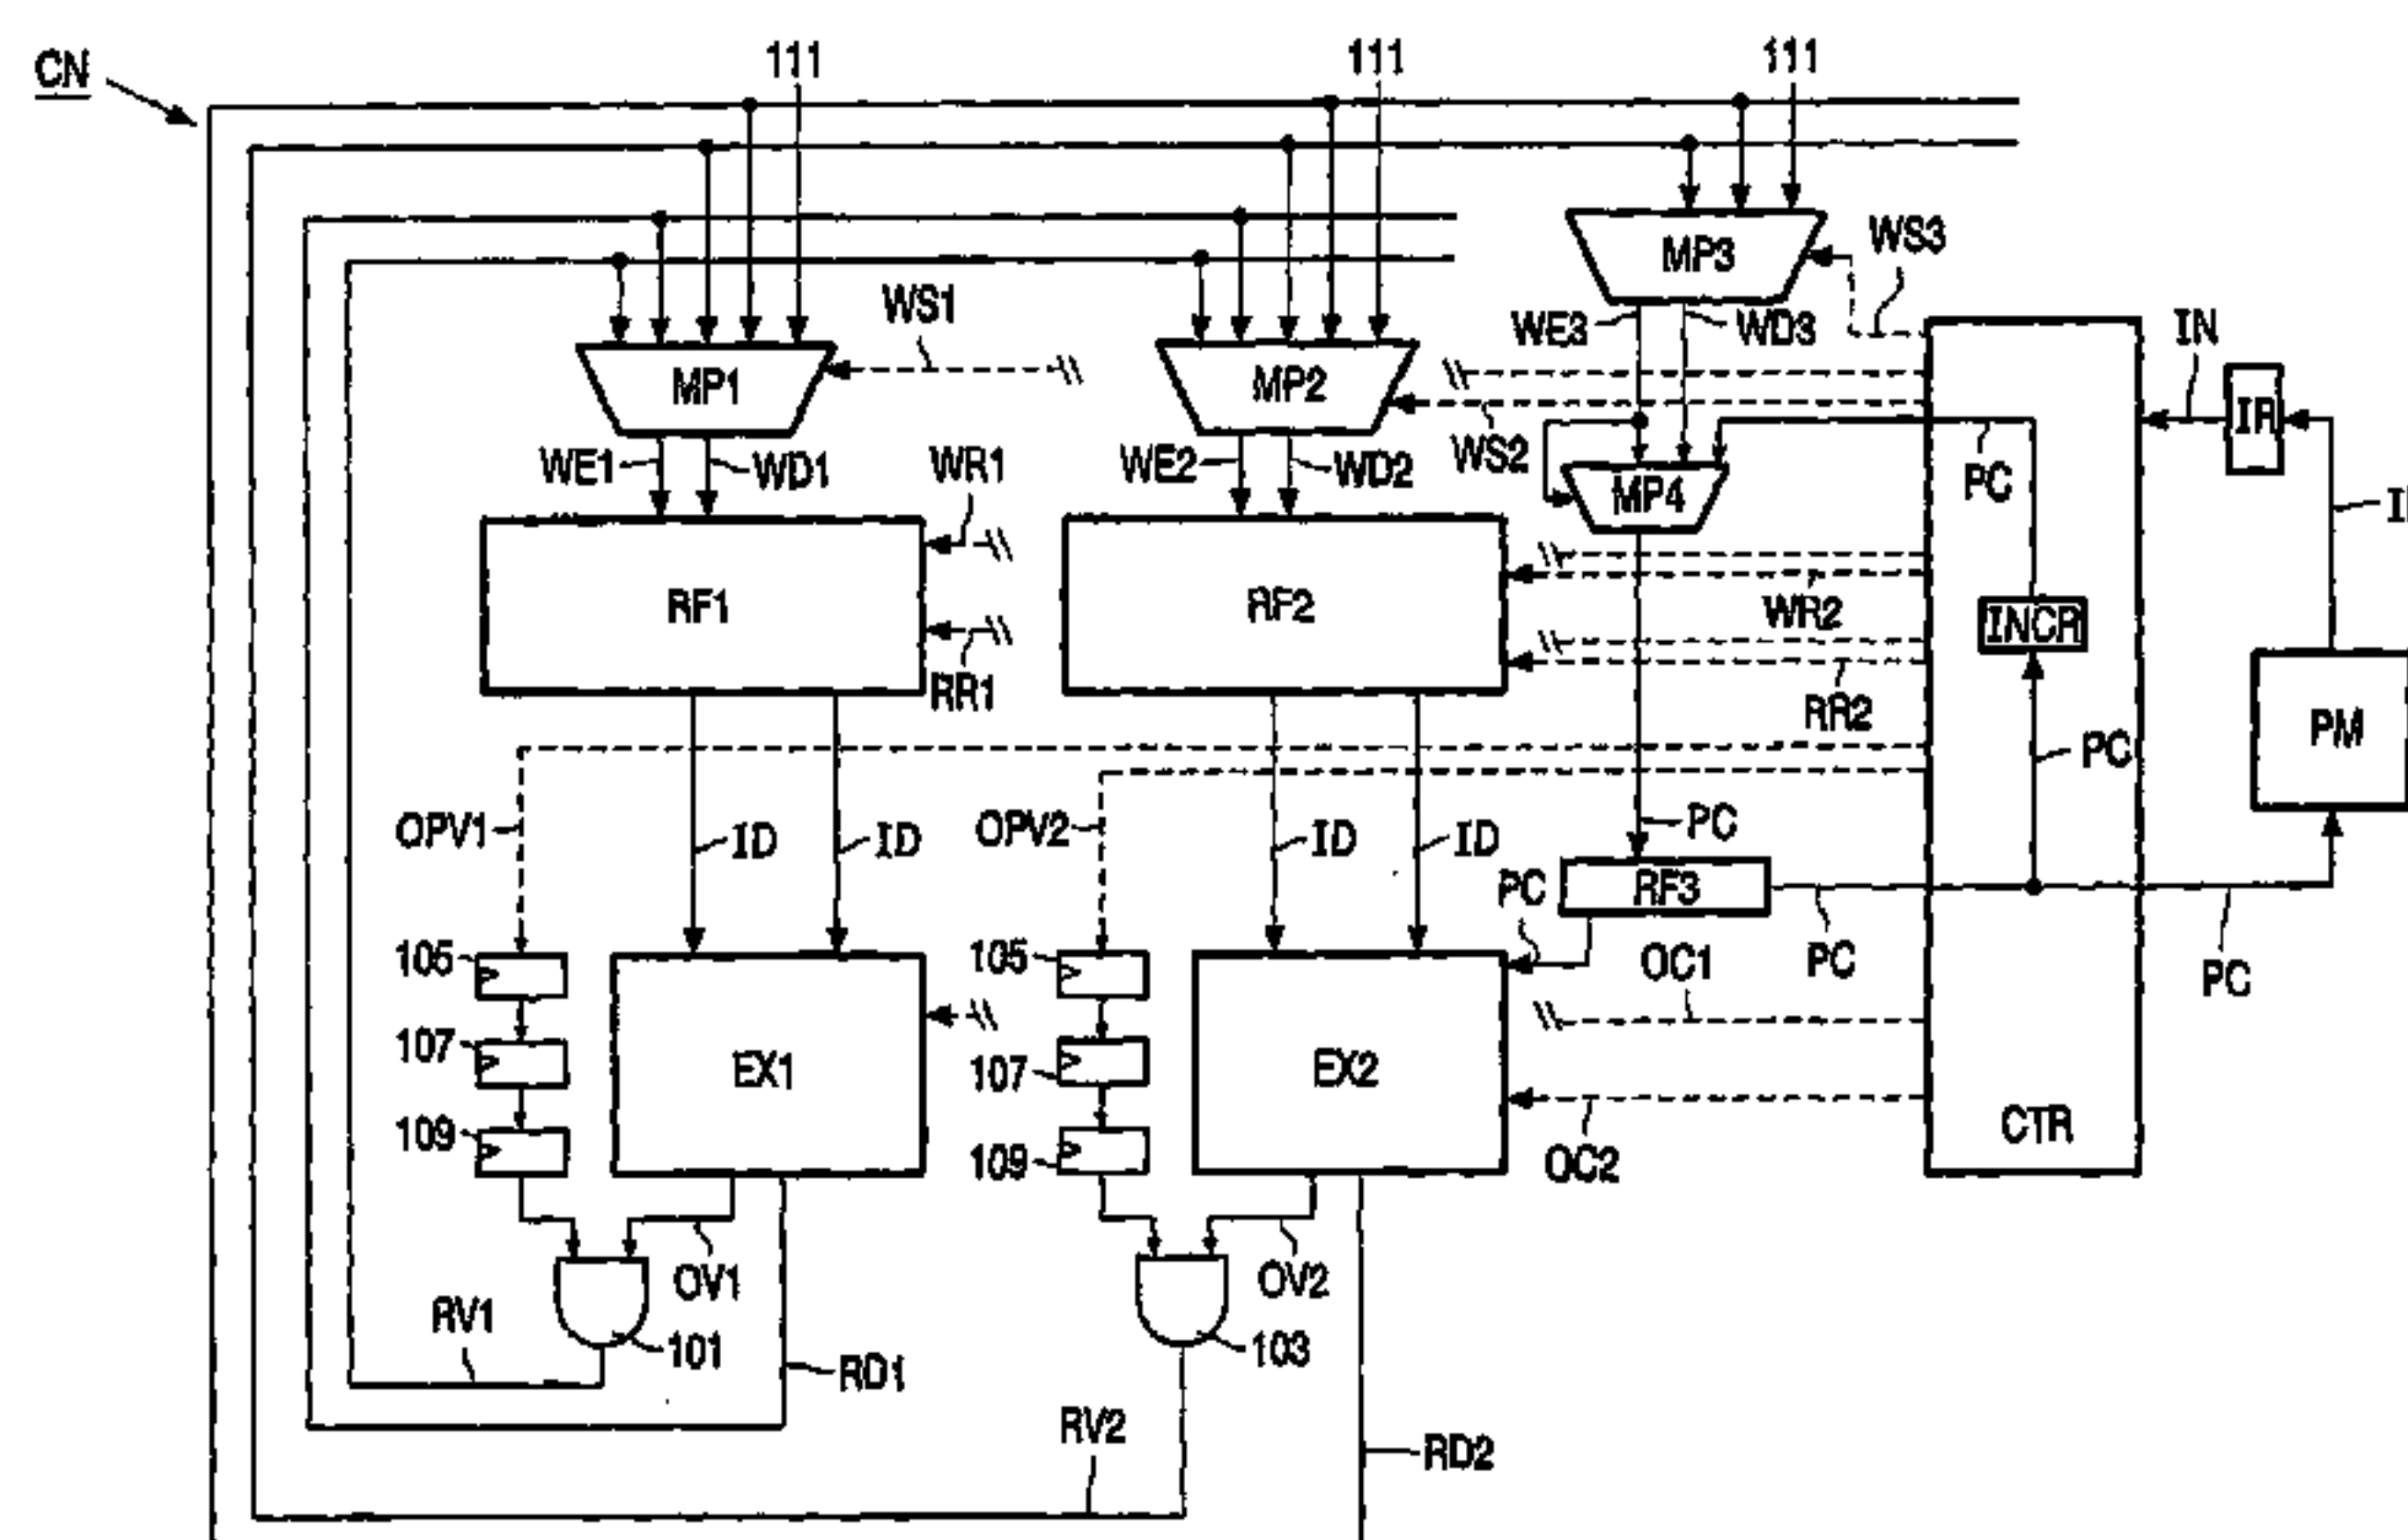 CN
111
111
111
WS3
MP3
WS1
WE3
WD3
IN
MP1
MP2
IR
WS2
WE1
WD1
WR1
WE2
WD2
MP4
PC
RF1
RF2
WR2
INCR
RR1
RR2
PM
PC
OPV1
ID
ID
OPV2
ID
ID
PC
PC
RF3
105
105
OC1
PC
PC
107
EX1
107
EX2
109
109
OC2
CTR
OV1
OV2
RV1
101
RD1
103
RV2
RD2